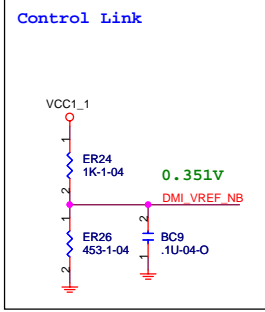 Control Link
VCC1_1
1
ER24
1K-1-04
2
0.351V
DMI_VREF_NB
1
ER26
453-1-04
2
2
BC9
.1U-04-O
1